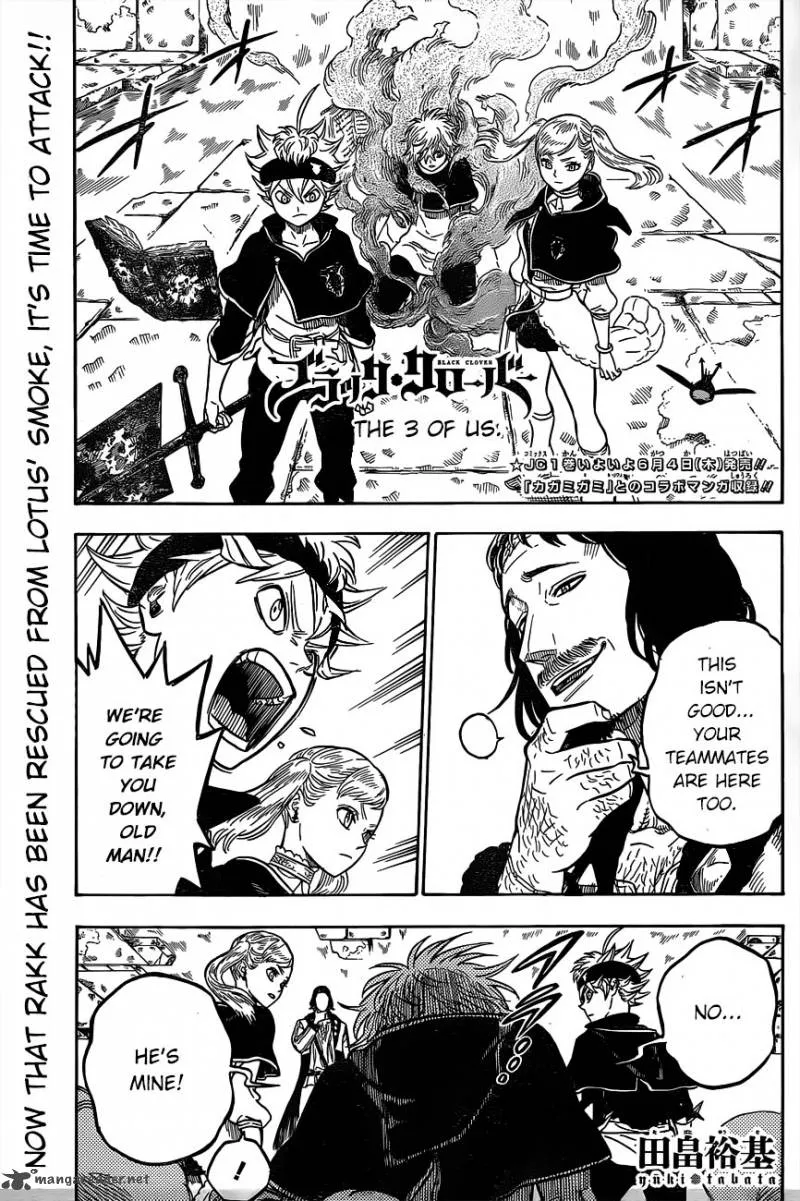 NOW THAT RAKK HAS BEEN RESCUED FROM LOTUS' SMOKE, IT'S TIME TO ATTACK!!
BLACK CLOVER
ブラック・クローバー
THE 3 OF US.
★JC1巻いよいよ6月4日(木)発売!!
「カガミガミ」とのコラボマンガ収録!!
THIS
ISN'T
GOOD...
YOUR
TEAMMATES
ARE HERE
TOO.
WE'RE
GOING
TO TAKE
YOU
DOWN,
OLD
MAN!!
NO...
HE'S
MINE!
!
田畠裕基
yūki tabata